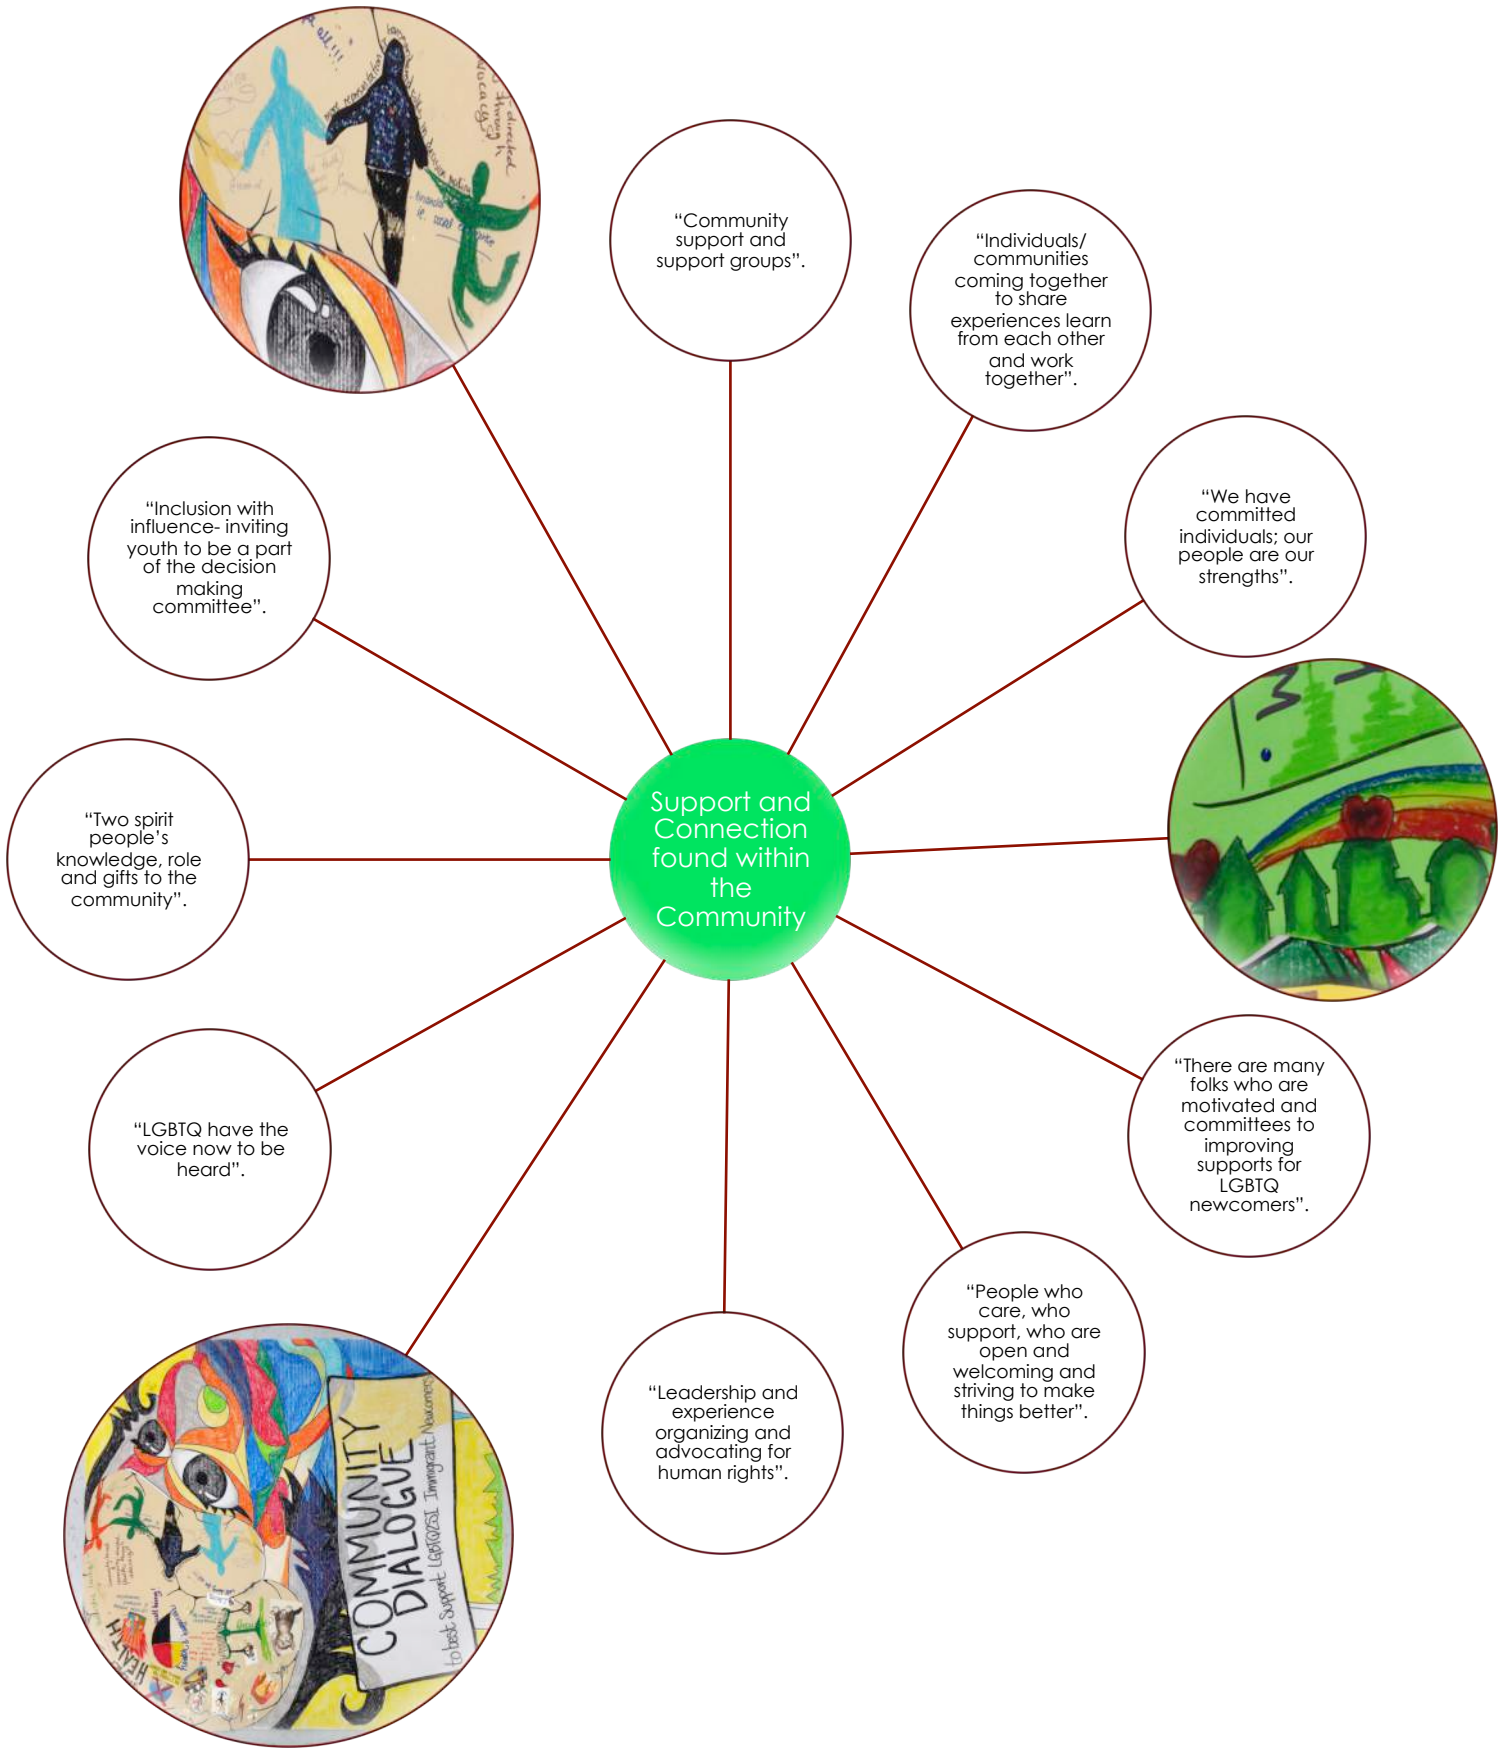 Support and
Connection
found within
the
Community
“Community
support and
support groups”.
“Individuals/
communities
coming together
to share
experiences learn
from each other
and work
together”.
“We have
committed
individuals; our
people are our
strengths”.
“There are many
folks who are
motivated and
committees to
improving
supports for
LGBTQ
newcomers”.
“People who
care, who
support, who are
open and
welcoming and
striving to make
things better”.
“Leadership and
experience
organizing and
advocating for
human rights”.
“LGBTQ have the
voice now to be
heard”.
“Two spirit
people’s
knowledge, role
and gifts to the
community”.
“Inclusion with
influence- inviting
youth to be a part
of the decision
making
committee”.
all!!!
directed
through
COMMUNITY
DIALOGUE
to best Support LGBTQ2SI Immigrant Newcomers
HEALTH